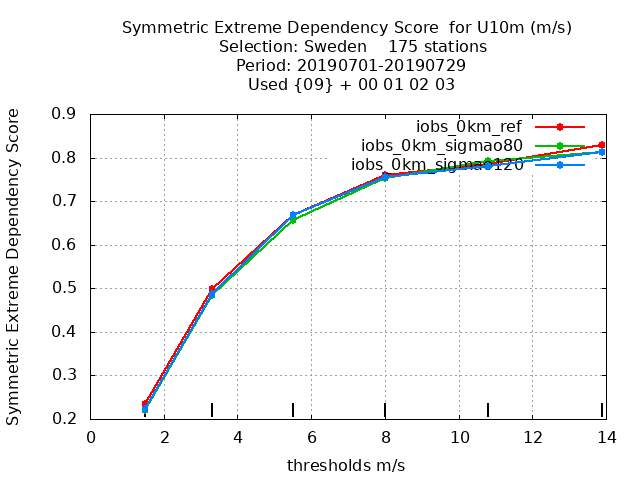 Symmetric Extreme Dependency Score  for U10m (m/s)
Selection: Sweden    175 stations
Period: 20190701-20190729
Used {09} + 00 01 02 03
Symmetric Extreme Dependency Score
0.9
0.8
0.7
0.6
0.5
0.4
0.3
0.2
iobs_0km_ref
iobs_0km_sigmao80
iobs_0km_sigmao120
0 2 4 6 8 10 12 14
thresholds m/s